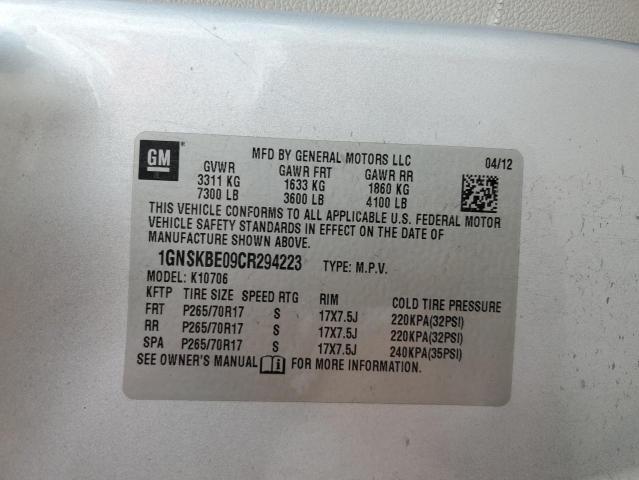 GM
MFD BY GENERAL MOTORS LLC 04/12
GVWR GAWR FRT GAWR RR
3311 KG 1633 KG 1860 KG
7300 LB 3600 LB 4100 LB
THIS VEHICLE CONFORMS TO ALL APPLICABLE U.S. FEDERAL MOTOR
VEHICLE SAFETY STANDARDS IN EFFECT ON THE DATE OF
MANUFACTURE SHOWN ABOVE.
1GNSKBE09CR294223 TYPE: M.P.V.
MODEL: K10706
KFTP TIRE SIZE SPEED RTG RIM COLD TIRE PRESSURE
FRT P265/70R17 S 17X7.5J 220KPA(32PSI)
RR P265/70R17 S 17X7.5J 220KPA(32PSI)
SPA P265/70R17 S 17X7.5J 240KPA(35PSI)
SEE OWNER'S MANUAL FOR MORE INFORMATION.